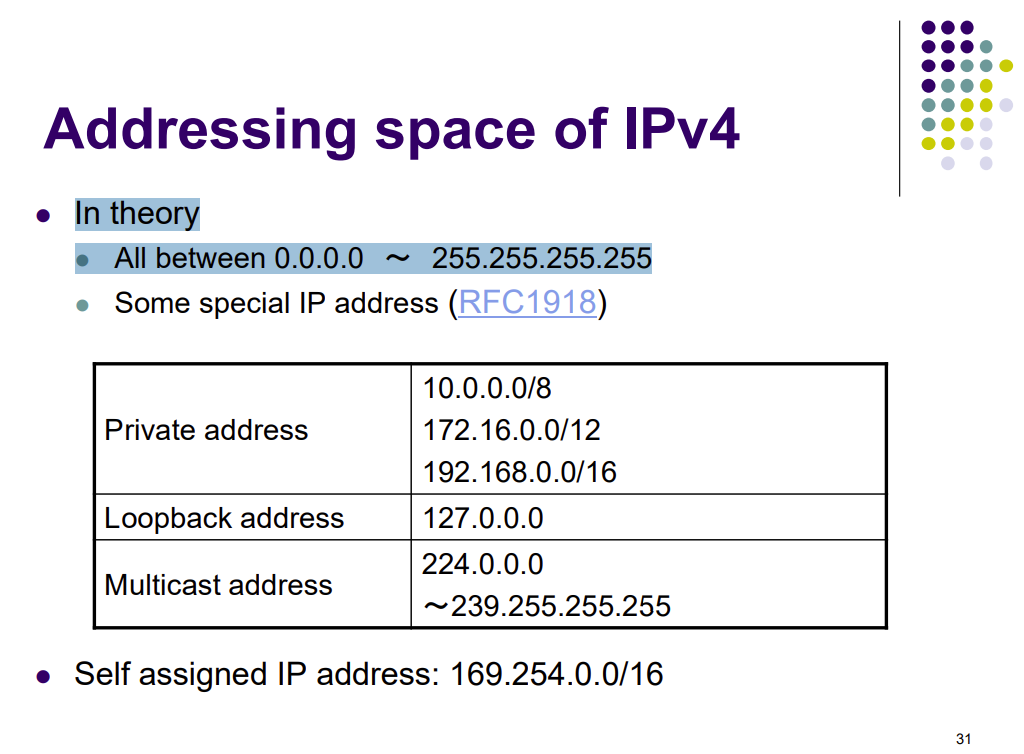 Addressing space of IPv4
In theory
All between 0.0.0.0 ～ 255.255.255.255
Some special IP address (RFC1918)
Private address
10.0.0.0/8
172.16.0.0/12
192.168.0.0/16
Loopback address
127.0.0.0
Multicast address
224.0.0.0
～239.255.255.255
Self assigned IP address: 169.254.0.0/16
31